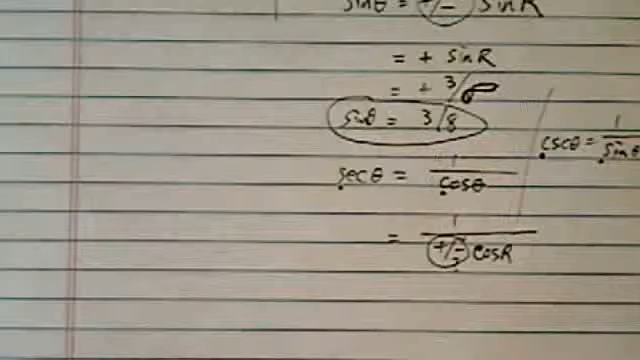 sinθ = +/- sinR
= + sinR
= + 3/8
sinθ = 3/8
cscθ = 1/sinθ
secθ = 1/cosθ
= 1/(+/- cosR)